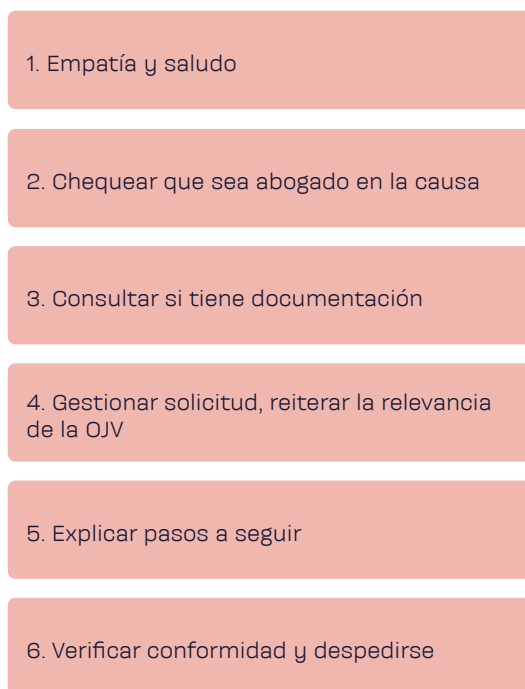 1. Empatía y saludo
2. Chequear que sea abogado en la causa
3. Consultar si tiene documentación
4. Gestionar solicitud, reiterar la relevancia
de la OJV
5. Explicar pasos a seguir
6. Verificar conformidad y despedirse